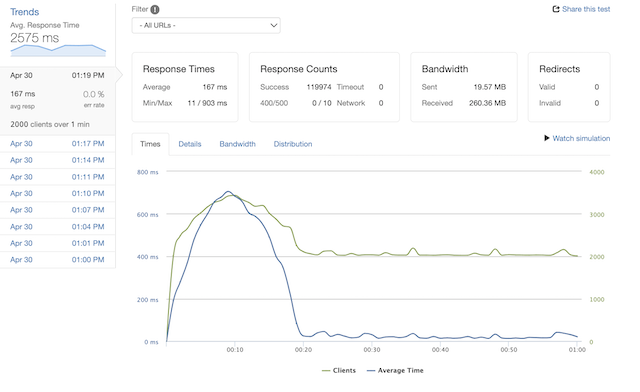 Trends
Avg. Response Time
2575 ms
Apr 30 01:19 PM
167 ms 0.0 %
avg resp err rate
2000 clients over 1 min
Apr 30 01:17 PM
Apr 30 01:14 PM
Apr 30 01:11 PM
Apr 30 01:10 PM
Apr 30 01:07 PM
Apr 30 01:04 PM
Apr 30 01:01 PM
Apr 30 01:00 PM
Filter
Share this test
- All URLs -
Response Times
Average 167 ms
Min/Max 11 / 903 ms
Response Counts
Success 119974 Timeout 0
400/500 0 / 10 Network 0
Bandwidth
Sent 19.57 MB
Received 260.36 MB
Redirects
Valid 0
Invalid 0
Watch simulation
Times Details Bandwidth Distribution
800 ms 4000
600 ms 3000
400 ms 2000
200 ms 1000
0 ms 0
00:10 00:20 00:30 00:40 00:50 01:00
Clients Average Time